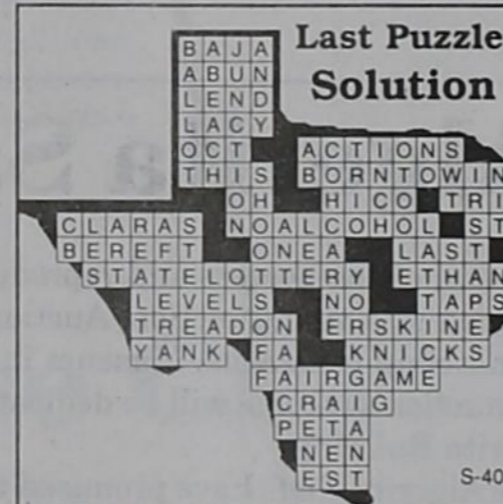 Last Puzzle
Solution
BAJA
ABUN
LEND
LACY
OCT ACTIONS
THIS BORNTOWIN
OH HICO TRI
CLARAS NOALCOHOL ST
BEREFT ONEA LAST
STATELOTTERY ETHAN
LEVELS NO TAPS
TREADON ERSKINE
YANK FA KNICKS
FAIRGAME
CRAIG
PETA
NEN
EST
S-40